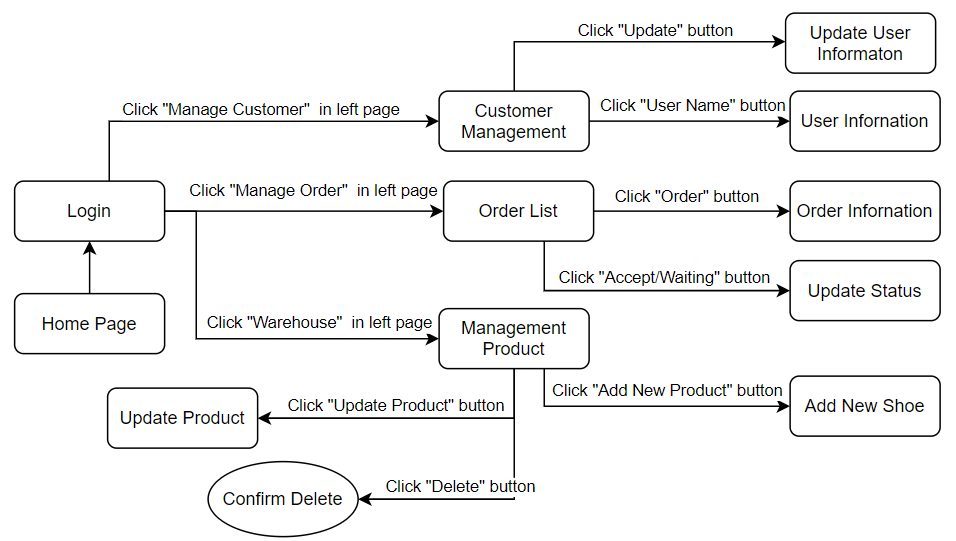 Click "Update" button
Update User
Informaton
Click "Manage Customer"  in left page
Customer
Management
Click "User Name" button
User Infornation
Login
Click "Manage Order"  in left page
Order List
Click "Order" button
Order Infornation
Click "Accept/Waiting" button
Update Status
Home Page
Click "Warehouse"  in left page
Management
Product
Click "Add New Product" button
Add New Shoe
Update Product
Click "Update Product" button
Click "Delete" button
Confirm Delete